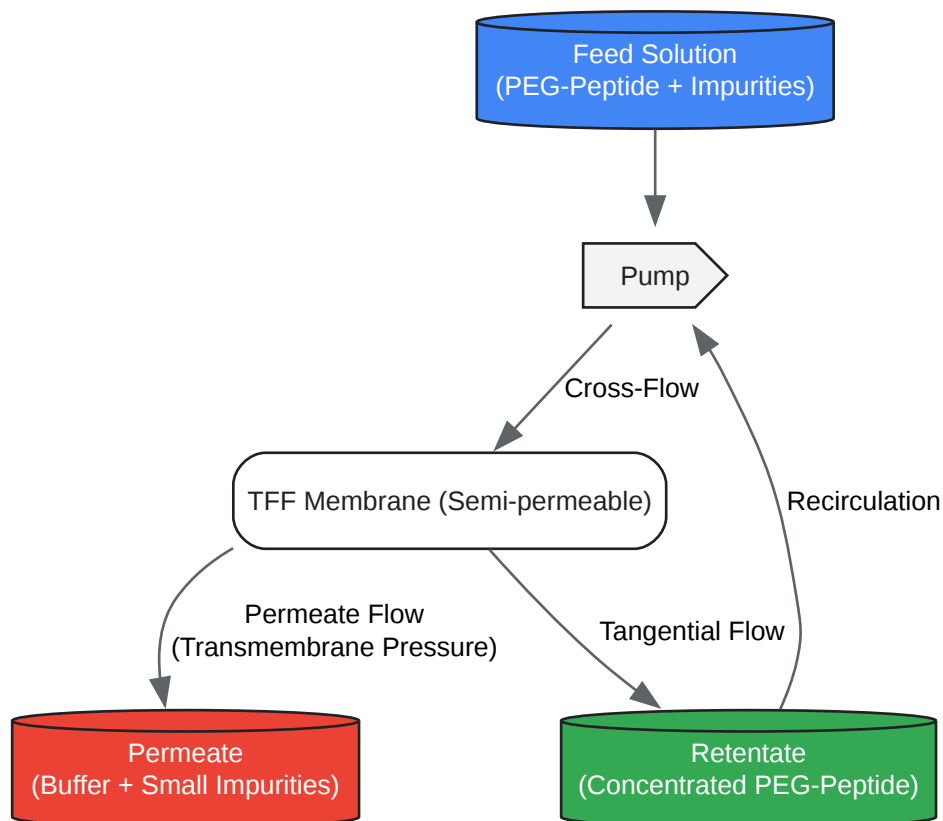 Feed Solution
(PEG-Peptide + Impurities)
Pump
Cross-Flow
TFF Membrane (Semi-permeable)
Recirculation
Permeate Flow
(Transmembrane Pressure)
Tangential Flow
Permeate
(Buffer + Small Impurities)
Retentate
(Concentrated PEG-Peptide)